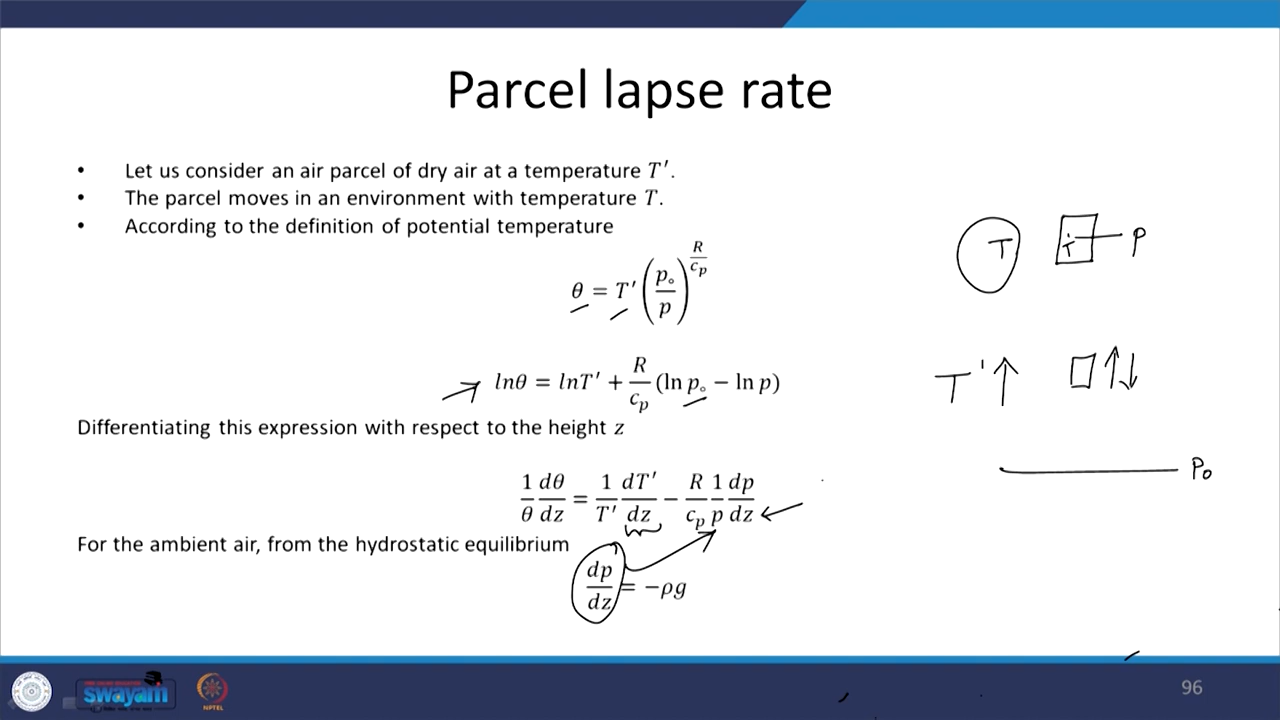 Parcel lapse rate
• Let us consider an air parcel of dry air at a temperature T′.
• The parcel moves in an environment with temperature T.
• According to the definition of potential temperature
θ = T′ (p∘/p)^(R/c_p)
lnθ = lnT′ + R/c_p (ln p∘ − ln p)
Differentiating this expression with respect to the height z
1/θ dθ/dz = 1/T′ dT′/dz − R/c_p 1/p dp/dz
For the ambient air, from the hydrostatic equilibrium
dp/dz = −ρg
T
T
P
T'
P₀
swayam
NPTEL
96